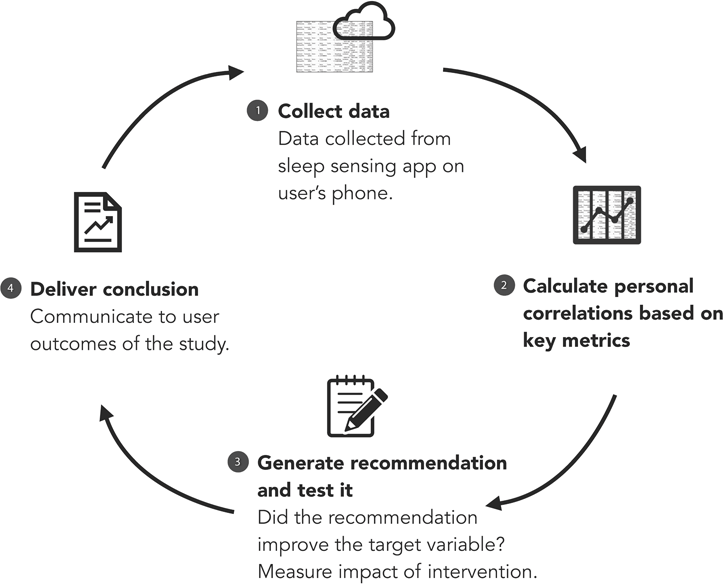 1 Collect data
Data collected from
sleep sensing app on
user's phone.
2 Calculate personal
correlations based on
key metrics
3 Generate recommendation
and test it
Did the recommendation
improve the target variable?
Measure impact of intervention.
4 Deliver conclusion
Communicate to user
outcomes of the study.